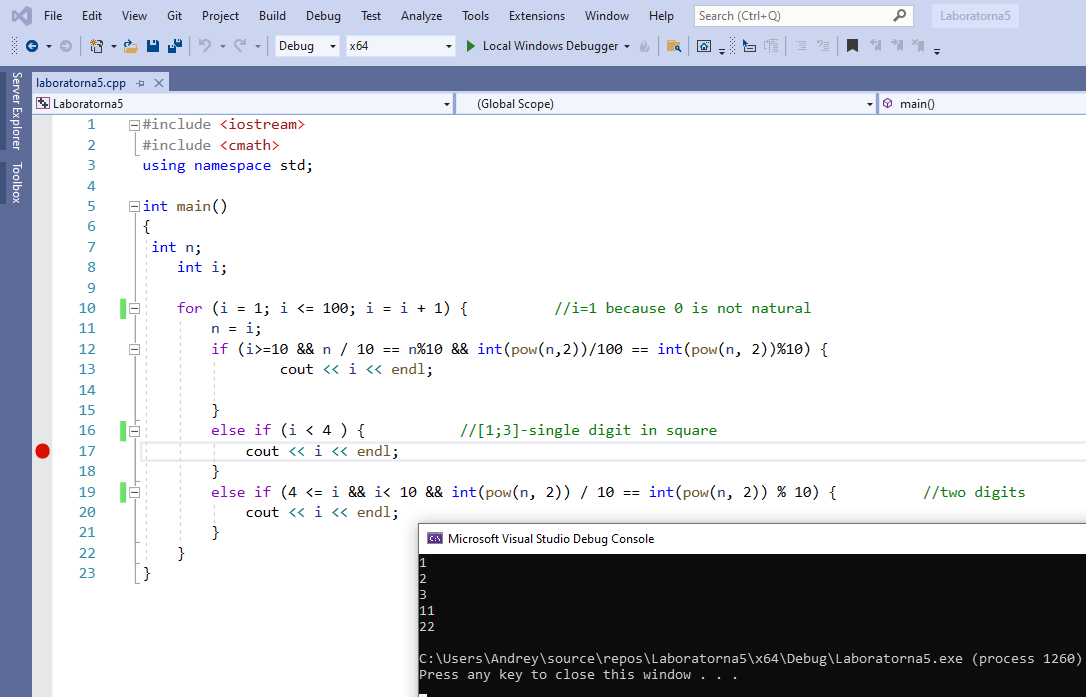 File Edit View Git Project Build Debug Test Analyze Tools Extensions Window Help Search (Ctrl+Q) Laboratorna5
Debug x64 Local Windows Debugger
Server Explorer
Toolbox
laboratorna5.cpp
Laboratorna5 (Global Scope) main()
1 #include <iostream>
2 #include <cmath>
3 using namespace std;
4
5 int main()
6 {
7 int n;
8 int i;
9
10 for (i = 1; i <= 100; i = i + 1) { //i=1 because 0 is not natural
11 n = i;
12 if (i>=10 && n / 10 == n%10 && int(pow(n,2))/100 == int(pow(n, 2))%10) {
13 cout << i << endl;
14
15 }
16 else if (i < 4 ) { //[1;3]-single digit in square
17 cout << i << endl;
18 }
19 else if (4 <= i && i< 10 && int(pow(n, 2)) / 10 == int(pow(n, 2)) % 10) { //two digits
20 cout << i << endl;
21 }
22 }
23 }
Microsoft Visual Studio Debug Console
1
2
3
11
22
C:\Users\Andrey\source\repos\Laboratorna5\x64\Debug\Laboratorna5.exe (process 1260)
Press any key to close this window . . .